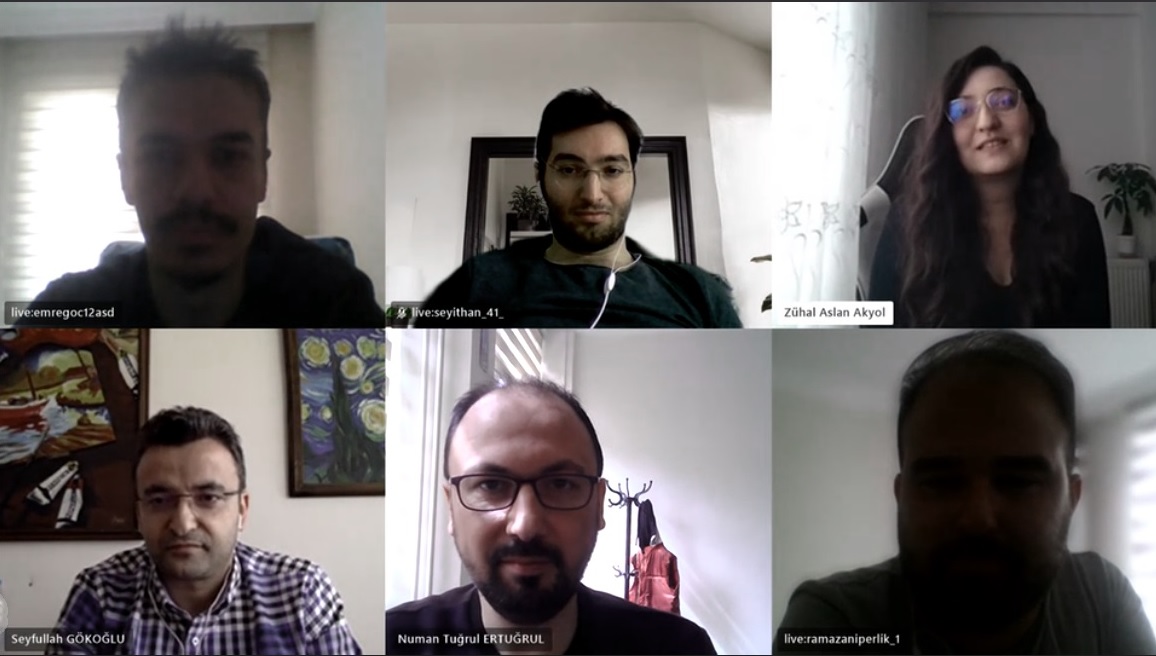 live:emregoc12asd
live:seyithan_41_
Zühal Aslan Akyol
Seyfullah GÖKOĞLU
Numan Tuğrul ERTUĞRUL
live:ramazaniperlik_1